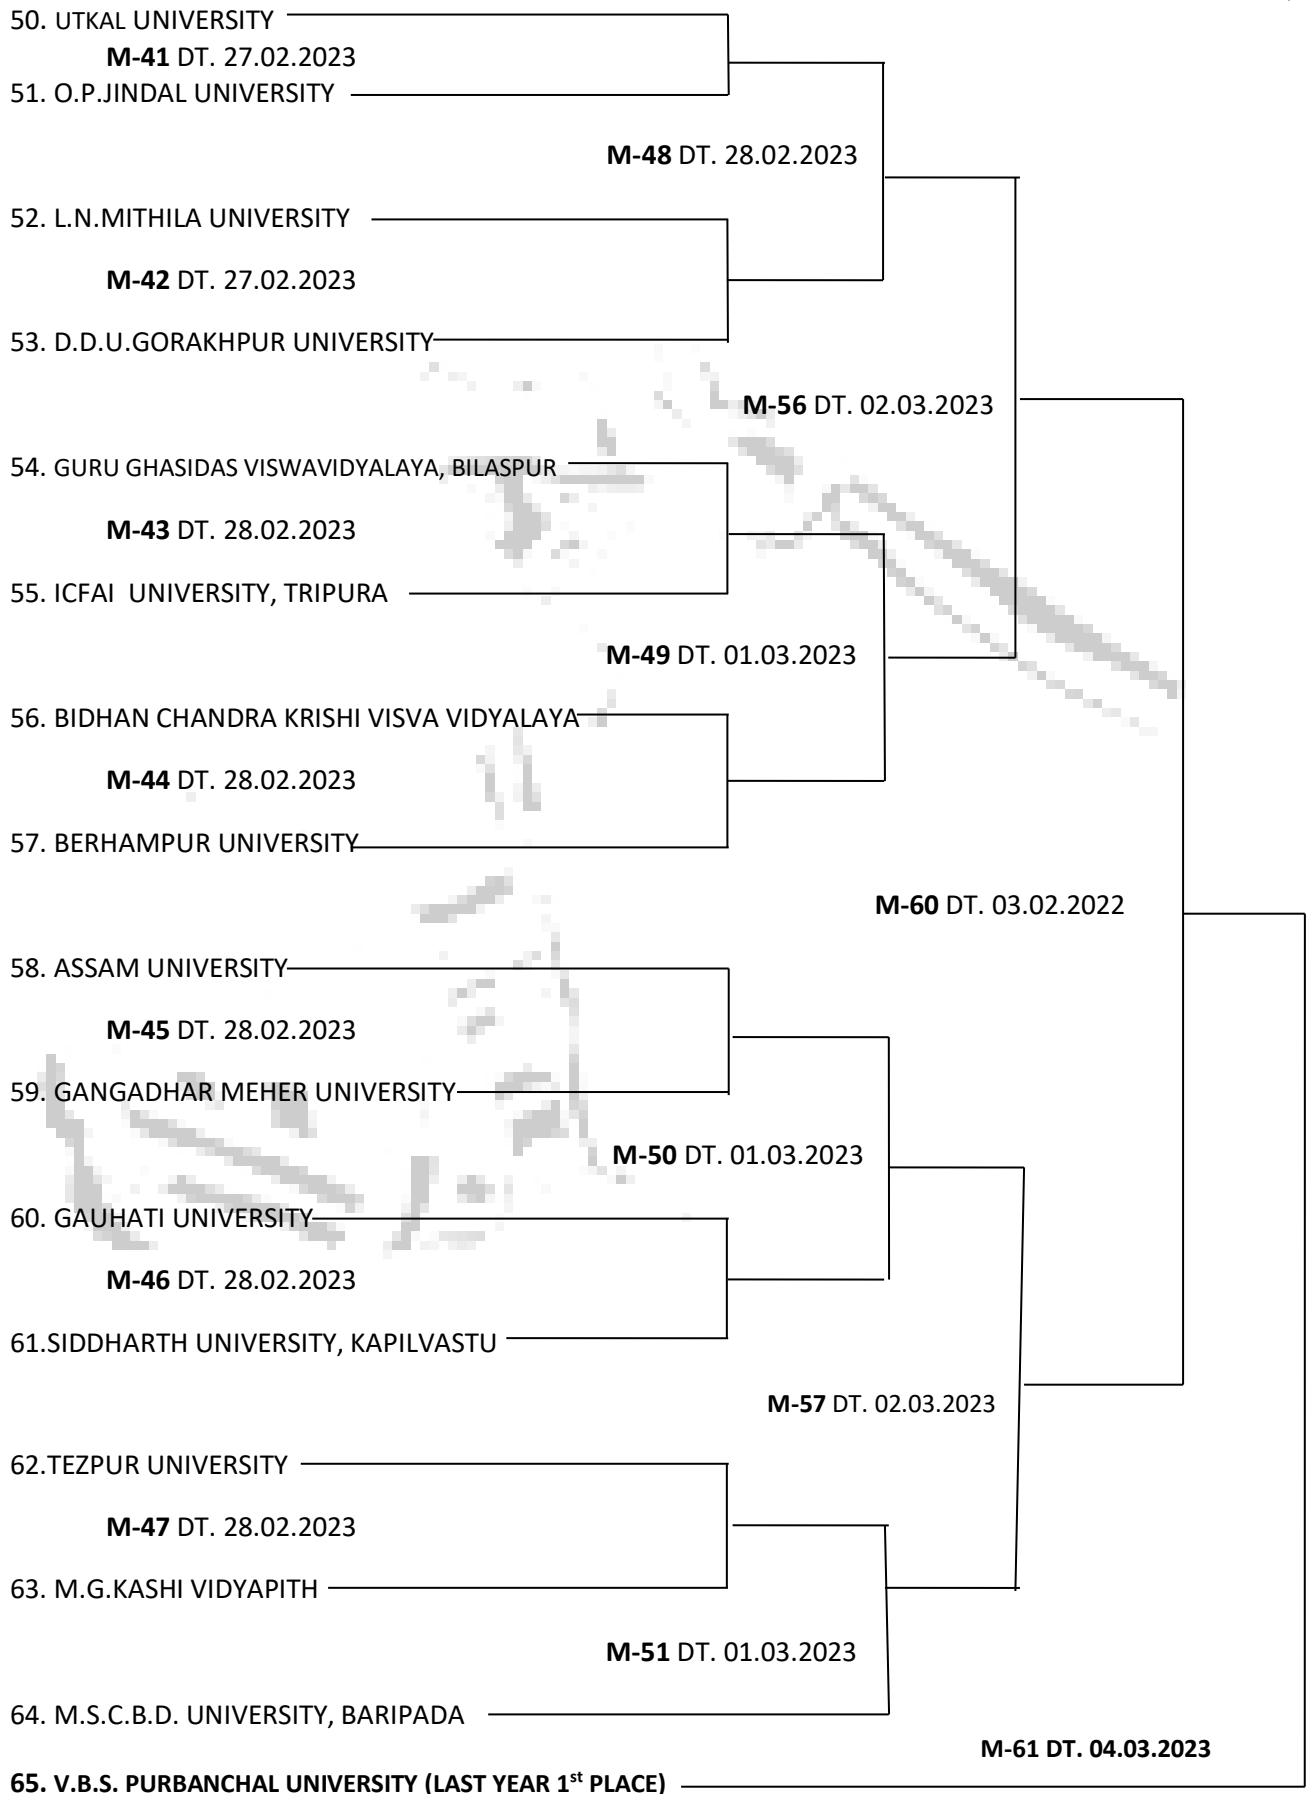 50. UTKAL UNIVERSITY
M-41 DT. 27.02.2023
51. O.P.JINDAL UNIVERSITY
M-48 DT. 28.02.2023
52. L.N.MITHILA UNIVERSITY
M-42 DT. 27.02.2023
53. D.D.U.GORAKHPUR UNIVERSITY
M-56 DT. 02.03.2023
54. GURU GHASIDAS VISWAVIDYALAYA, BILASPUR
M-43 DT. 28.02.2023
55. ICFAI UNIVERSITY, TRIPURA
M-49 DT. 01.03.2023
56. BIDHAN CHANDRA KRISHI VISVA VIDYALAYA
M-44 DT. 28.02.2023
57. BERHAMPUR UNIVERSITY
M-60 DT. 03.02.2022
58. ASSAM UNIVERSITY
M-45 DT. 28.02.2023
59. GANGADHAR MEHER UNIVERSITY
M-50 DT. 01.03.2023
60. GAUHATI UNIVERSITY
M-46 DT. 28.02.2023
61.SIDDHARTH UNIVERSITY, KAPILVASTU
M-57 DT. 02.03.2023
62.TEZPUR UNIVERSITY
M-47 DT. 28.02.2023
63. M.G.KASHI VIDYAPITH
M-51 DT. 01.03.2023
64. M.S.C.B.D. UNIVERSITY, BARIPADA
M-61 DT. 04.03.2023
65. V.B.S. PURBANCHAL UNIVERSITY (LAST YEAR 1st PLACE)